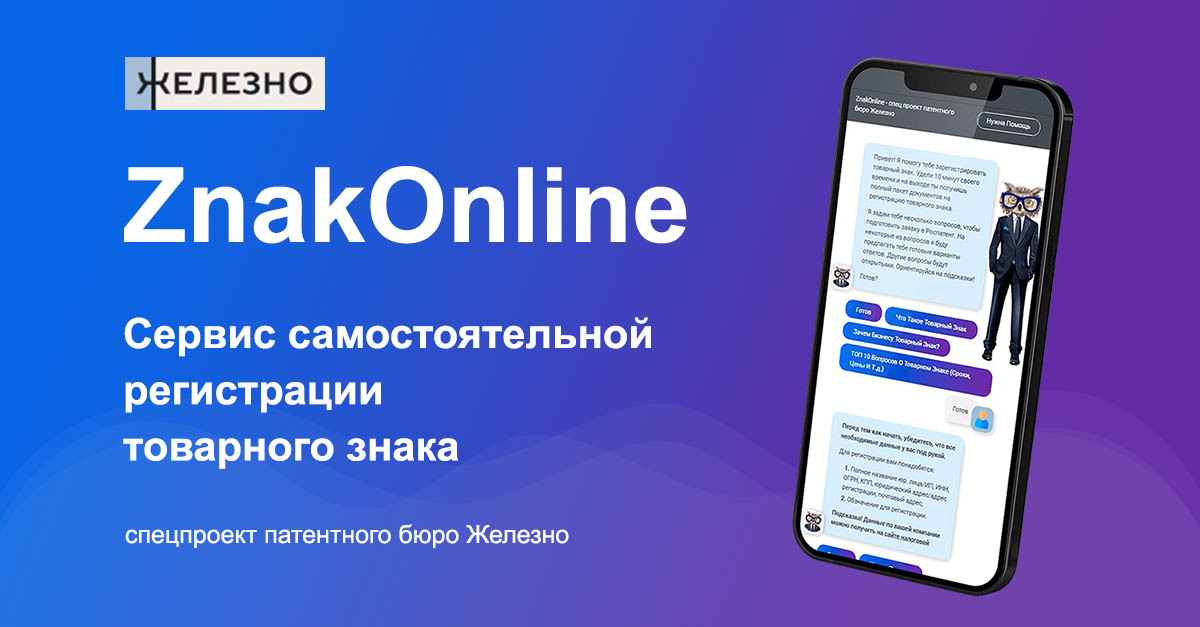 ЖЕЛЕЗНО
ZnakOnline
Сервис самостоятельной
регистрации
товарного знака
спецпроект патентного бюро Железно
ZnakOnline - спец проект патентного
бюро Железно
Нужна Помощь
Привет! Я помогу тебе зарегистрировать
товарный знак. Удели 10 минут своего
времени и на выходе ты получишь
полный пакет документов на
регистрацию товарного знака.
Я задам тебе несколько вопросов, чтобы
подготовить заявку в Роспатент. На
некоторые из вопросов я буду
предлагать тебе готовые варианты
ответов. Другие вопросы будут
открытыми. Ориентируйся на подсказки!
Готов?
Готов
Что Такое Товарный Знак
Зачем Бизнесу Товарный Знак?
ТОП 10 Вопросов О Товарном Знаке (Сроки,
Цены И Т.д.)
Готов
Перед тем как начать, убедитесь, что все
необходимые данные у вас под рукой.
Для регистрации вам понадобятся:
1. Полное название юр. лица/ИП, ИНН,
ОГРН, КПП, юридический адрес/адрес
регистрации, почтовый адрес;
2. Обозначение для регистрации.
Подсказка! Данные по вашей компании
можно получить на сайте налоговой